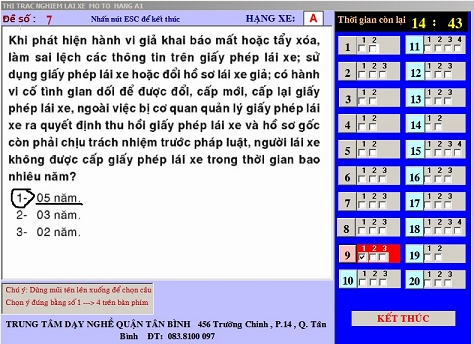 THI TRAC NGHIEM LAI XE MO TO HANG A1
Đề số : 7 Nhấn nút ESC để kết thúc HẠNG XE: A
Thời gian còn lại 14 : 43
Khi phát hiện hành vi giả khai báo mất hoặc tẩy xóa,
làm sai lệch các thông tin trên giấy phép lái xe; sử
dụng giấy phép lái xe hoặc đổi hồ sơ lái xe giả; có hành
vi cố tình gian dối để được đổi, cấp mới, cấp lại giấy
phép lái xe, ngoài việc bị cơ quan quản lý giấy phép lái
xe ra quyết định thu hồi giấy phép lái xe và hồ sơ gốc
còn phải chịu trách nhiệm trước pháp luật, người lái xe
không được cấp giấy phép lái xe trong thời gian bao
nhiêu năm?
1- 05 năm.
2- 03 năm.
3- 02 năm.
Chú ý: Dùng mũi tên lên xuống để chọn câu
Chọn ý đứng bằng số 1 ---> 4 trên bàn phím
TRUNG TÂM DẠY NGHỀ QUẬN TÂN BÌNH 456 Trường Chinh , P.14 , Q. Tân
Bình ĐT: 083.8100 097
1 1 2 3
2 1 2 3 4
3 1 2 3
4 1 2
5 1 2 3
6 1 2 3
7 1 2 3
8 1 2 3
9 1 2 3
10 1 2 3
11 1 2 3 4
12 1 2 3
13 1 2 3
14 1 2
15 1 2 3 4
16 1 2 3
17 1 2 3
18 1 2 3 4
19 1 2
20 1 2 3
KẾT THÚC